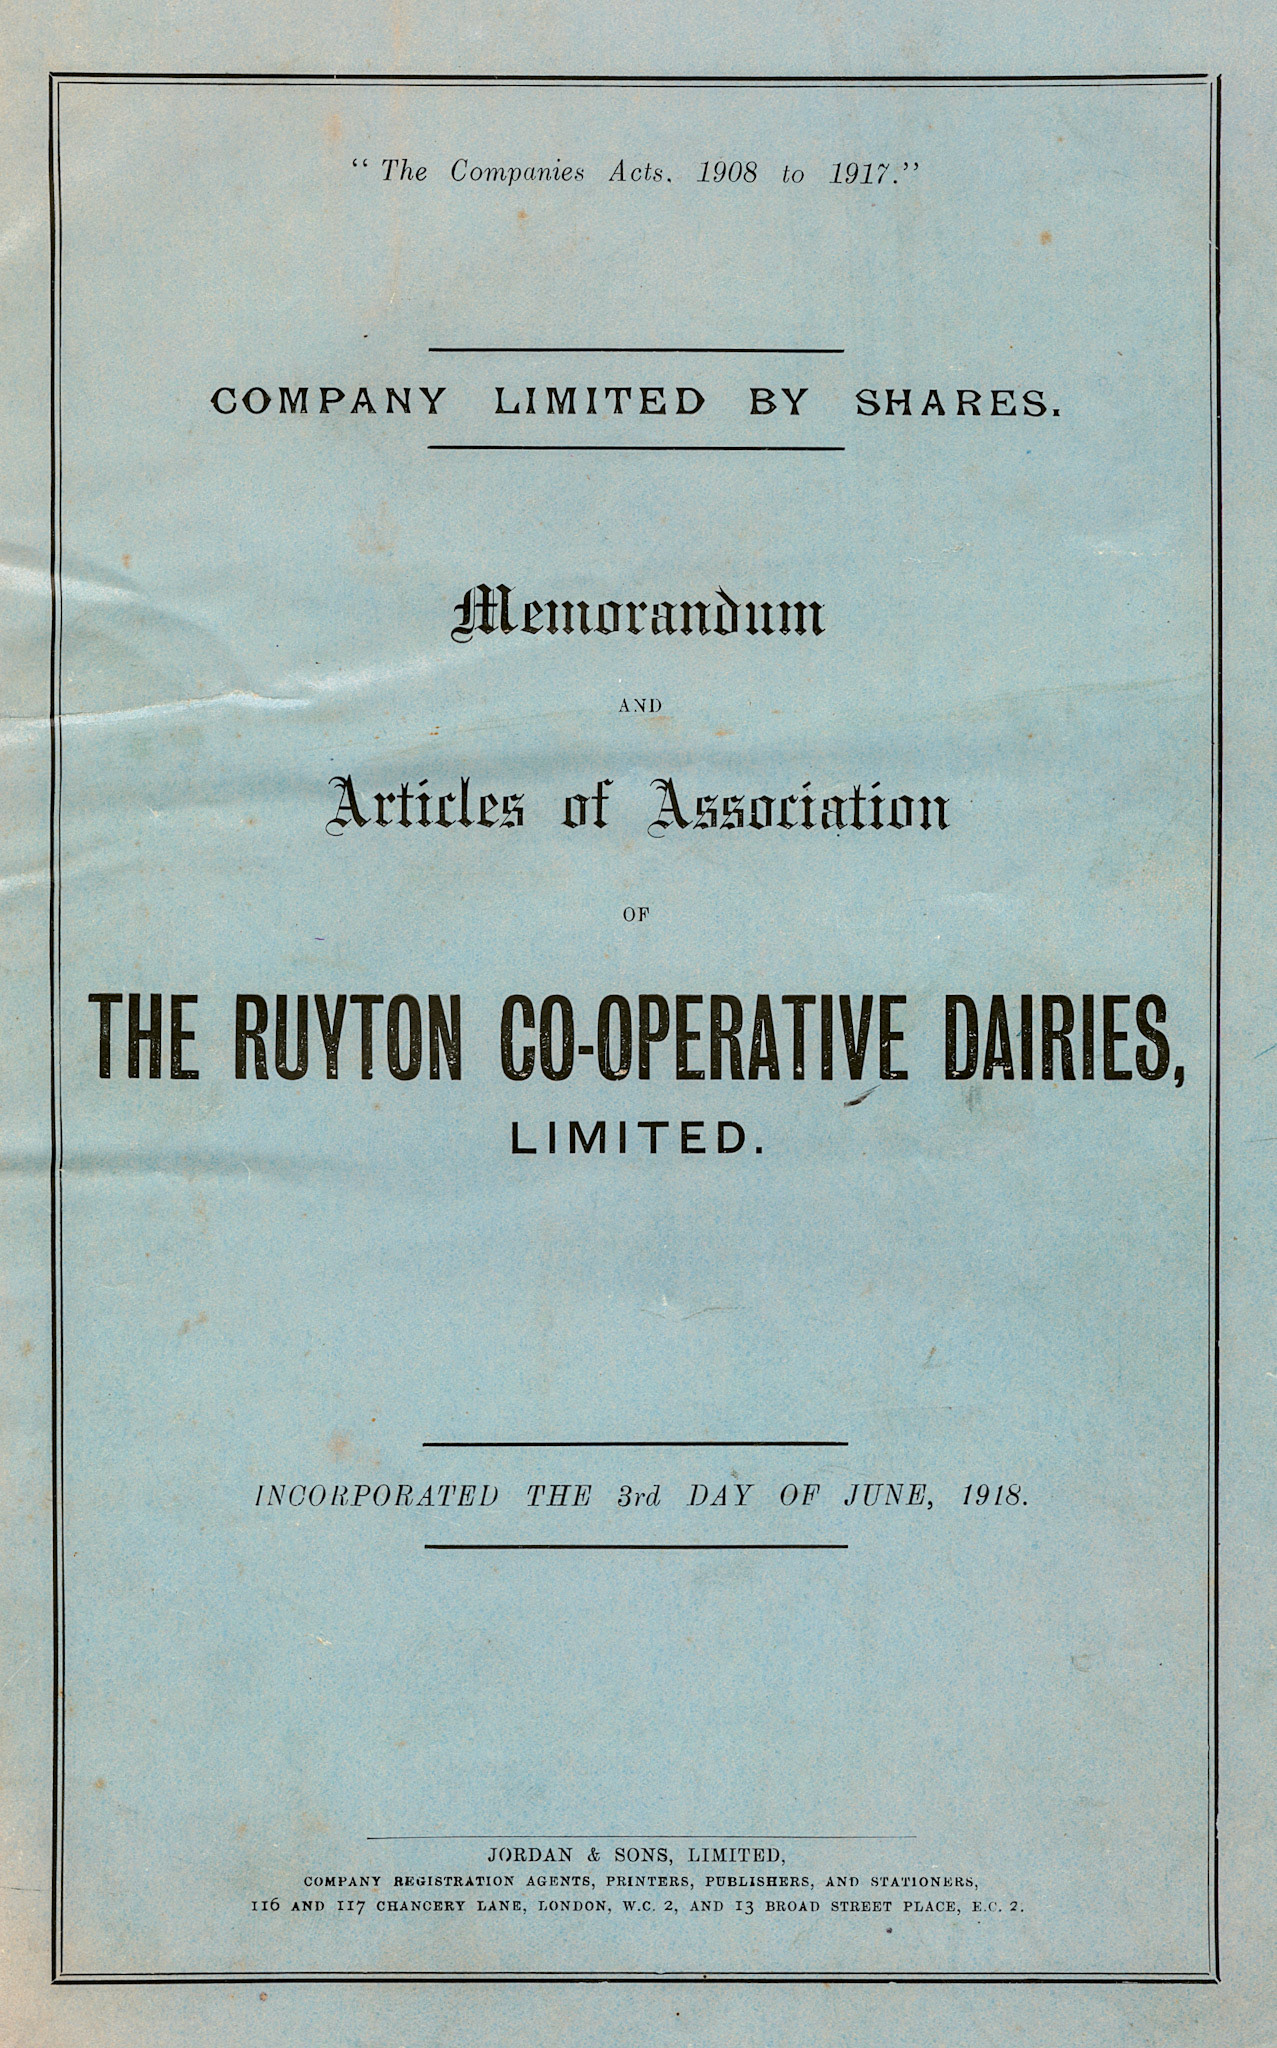 “ The Companies Acts. 1908 to 1917.”
COMPANY LIMITED BY SHARES.
Memorandum
AND
Articles of Association
OF
THE RUYTON CO-OPERATIVE DAIRIES,
LIMITED.
INCORPORATED THE 3rd DAY OF JUNE, 1918.
JORDAN & SONS, LIMITED,
COMPANY REGISTRATION AGENTS, PRINTERS, PUBLISHERS, AND STATIONERS,
116 AND 117 CHANCERY LANE, LONDON, W.C. 2, AND 13 BROAD STREET PLACE, E.C. 2.